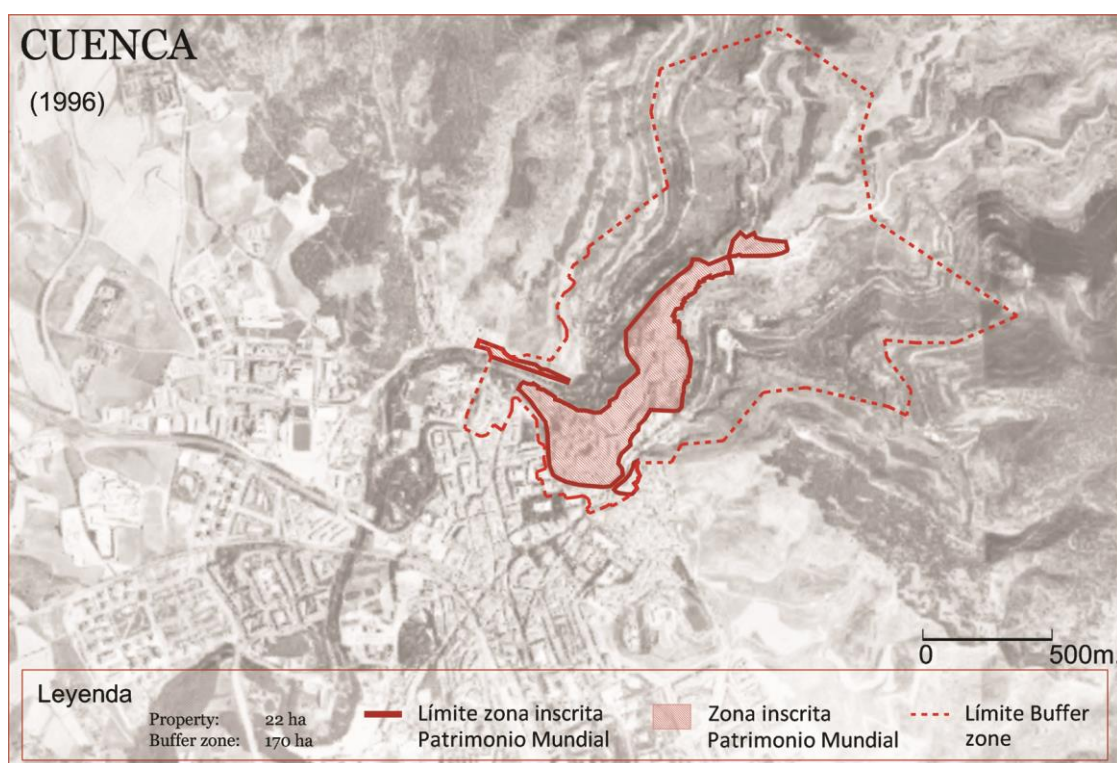 CUENCA
(1996)
0 500m.
Leyenda
Property: 22 ha
Buffer zone: 170 ha
Límite zona inscrita
Patrimonio Mundial
Zona inscrita
Patrimonio Mundial
Límite Buffer
zone